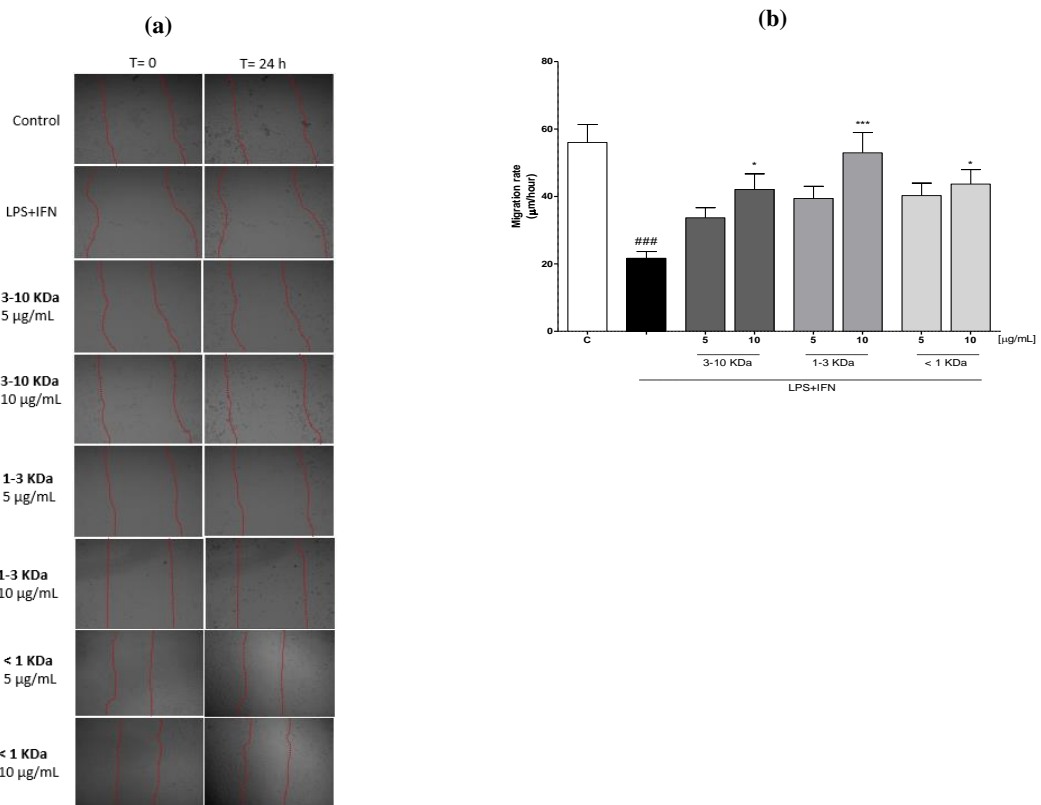 (a)
T= 0 T= 24 h
Control
LPS+IFN
3-10 KDa
5 µg/mL
3-10 KDa
10 µg/mL
1-3 KDa
5 µg/mL
1-3 KDa
10 µg/mL
< 1 KDa
5 µg/mL
< 1 KDa
10 µg/mL
(b)
Migration rate
(µm/hour)
80
60
40
20
0
###
*
***
*
C 5 10 5 10 5 10 [µg/mL]
3-10 KDa 1-3 KDa < 1 KDa
LPS+IFN